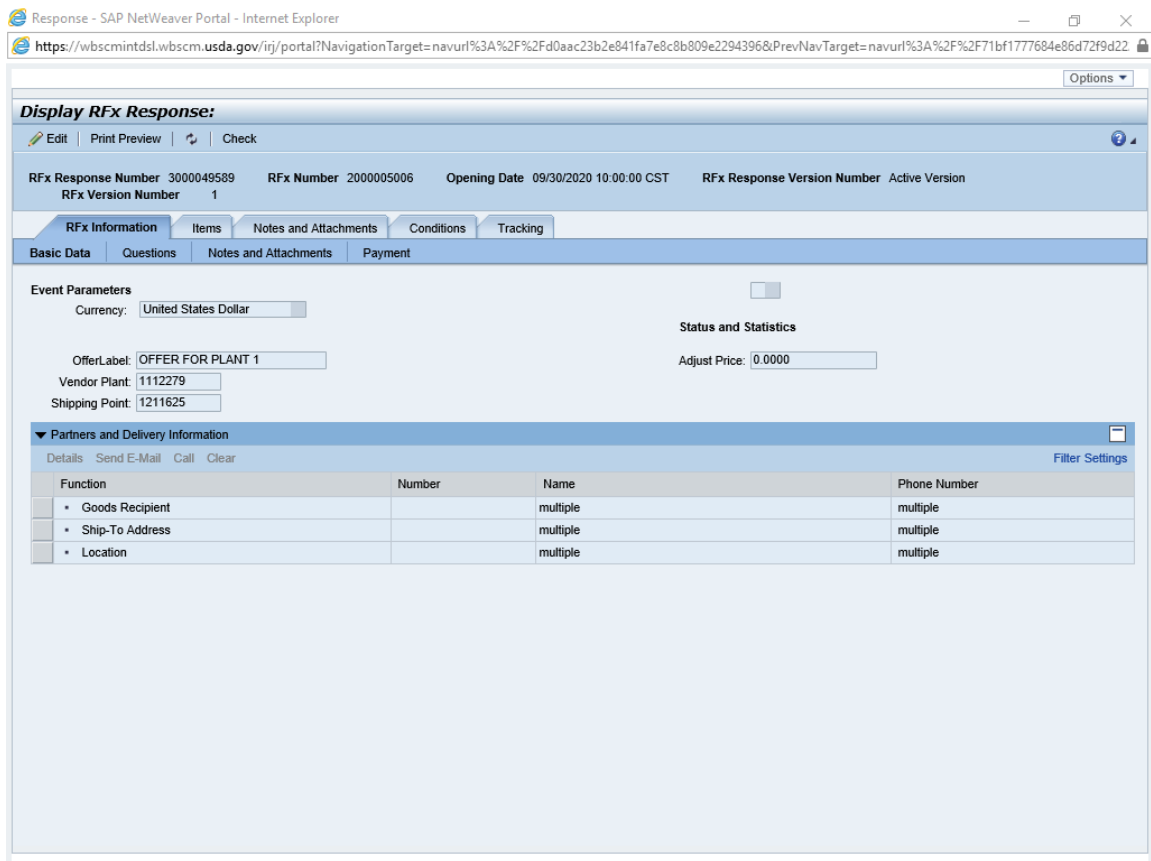 Response - SAP NetWeaver Portal - Internet Explorer
https://wbscmintdsl.wbscm.usda.gov/irj/portal?NavigationTarget=navurl%3A%2F%2Fd0aac23b2e841fa7e8c8b809e2294396&PrevNavTarget=navurl%3A%2F%2F71bf1777684e86d72f9d22
Options
Display RFx Response:
Edit Print Preview Check
RFx Response Number 3000049589 RFx Number 2000005006 Opening Date 09/30/2020 10:00:00 CST RFx Response Version Number Active Version
RFx Version Number 1
RFx Information Items Notes and Attachments Conditions Tracking
Basic Data Questions Notes and Attachments Payment
Event Parameters
Currency: United States Dollar
Status and Statistics
OfferLabel: OFFER FOR PLANT 1 Adjust Price: 0.0000
Vendor Plant: 1112279
Shipping Point: 1211625
Partners and Delivery Information
Details Send E-Mail Call Clear Filter Settings
Function Number Name Phone Number
Goods Recipient multiple multiple
Ship-To Address multiple multiple
Location multiple multiple